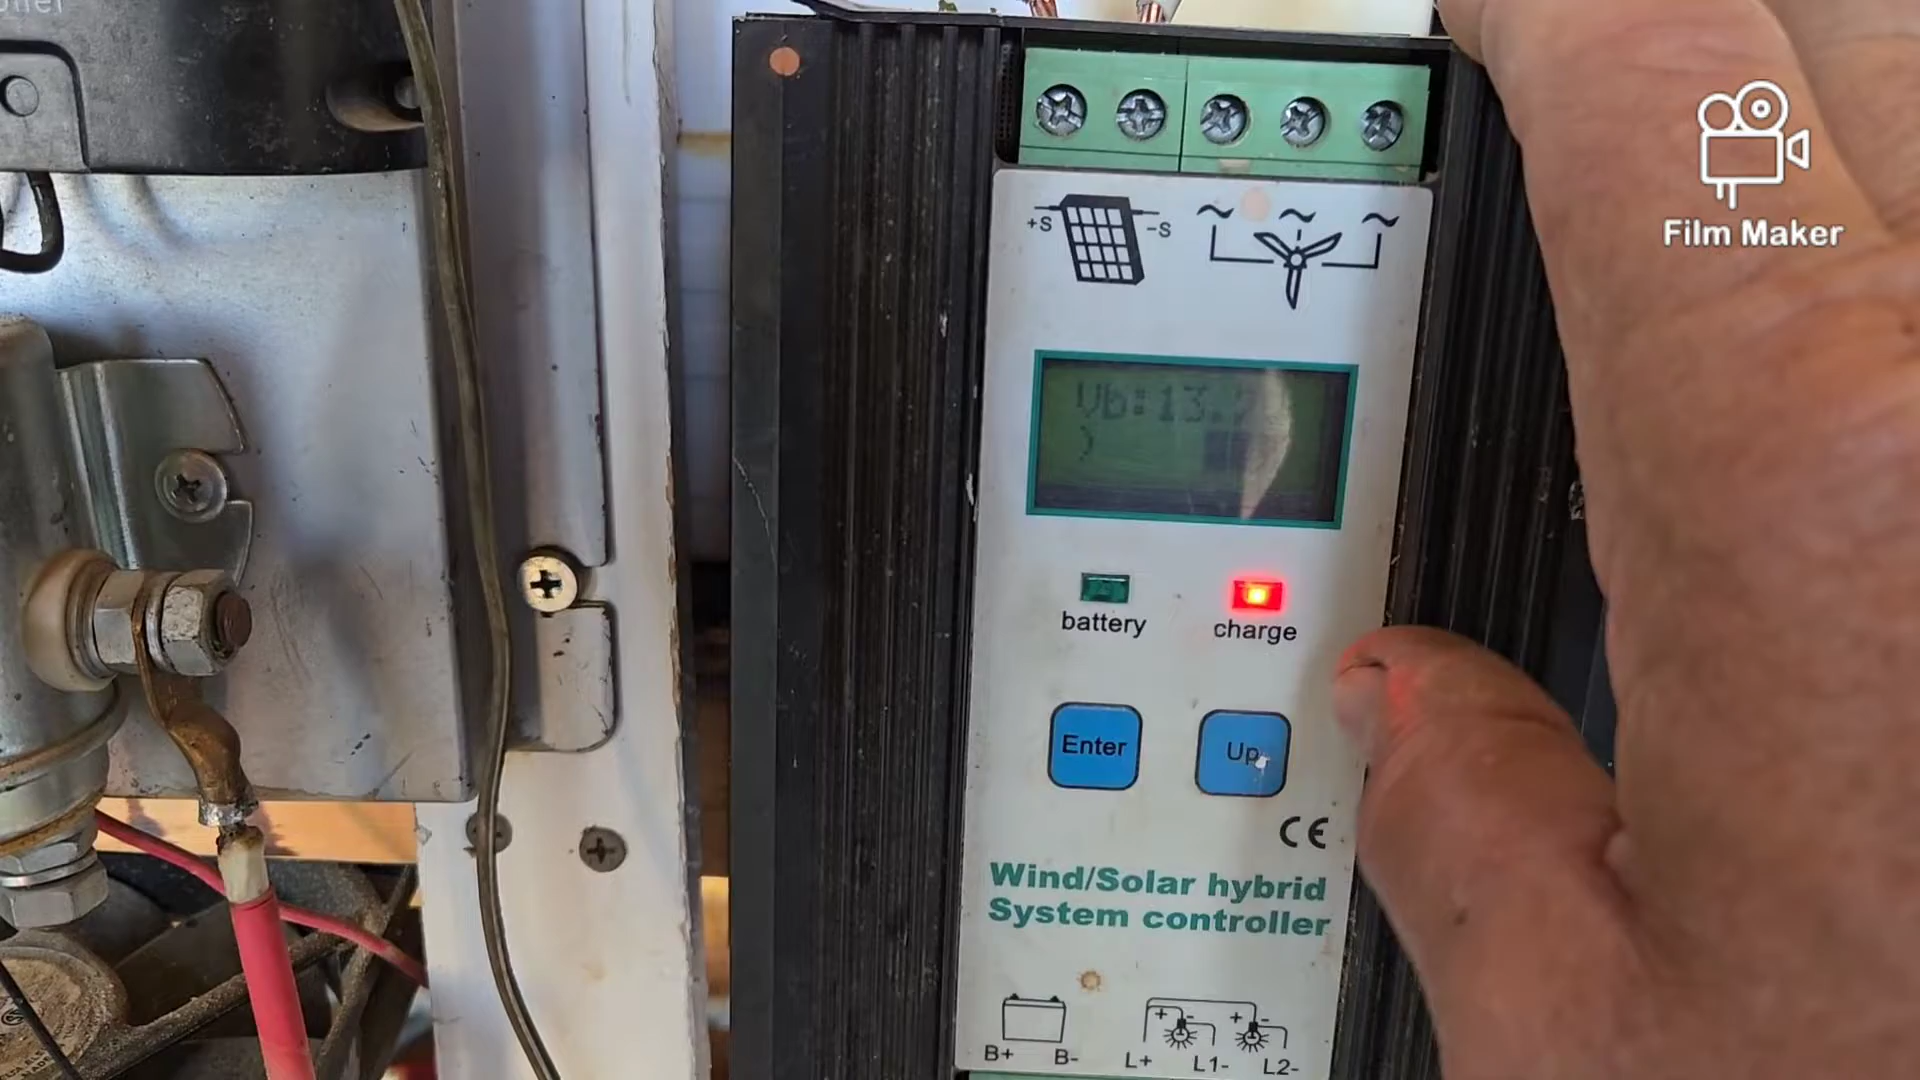 Film Maker
+S
-S
Vb:13.
battery
charge
Enter
Up
CE
Wind/Solar hybrid
System controller
+ - + -
B+ B- L+ L1- L2-